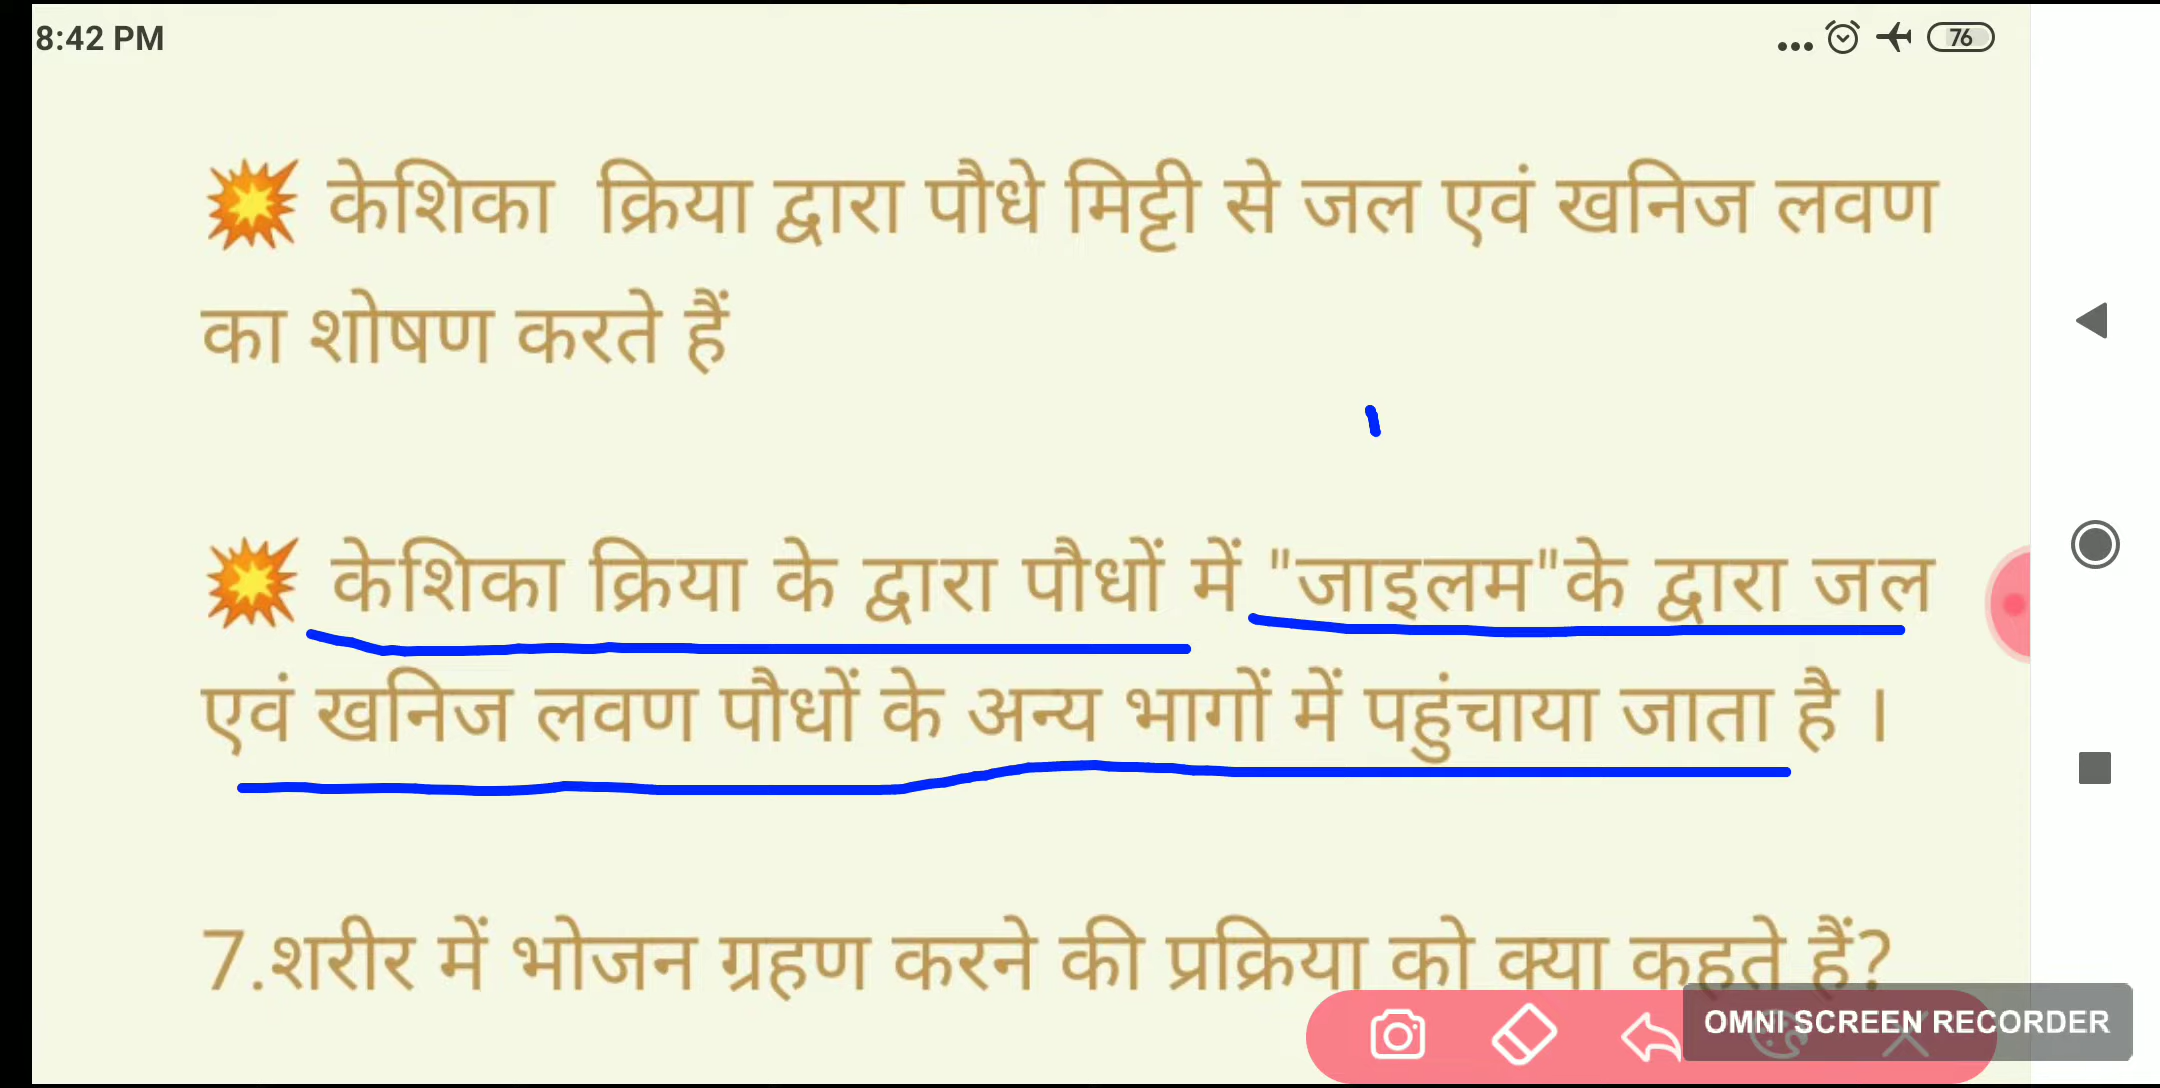 8:42 PM
76
केशिका क्रिया द्वारा पौधे मिट्टी से जल एवं खनिज लवण
का शोषण करते हैं
केशिका क्रिया के द्वारा पौधों में "जाइलम"के द्वारा जल
एवं खनिज लवण पौधों के अन्य भागों में पहुंचाया जाता है ।
7.शरीर में भोजन ग्रहण करने की प्रक्रिया को क्या कहते हैं?
OMNI SCREEN RECORDER